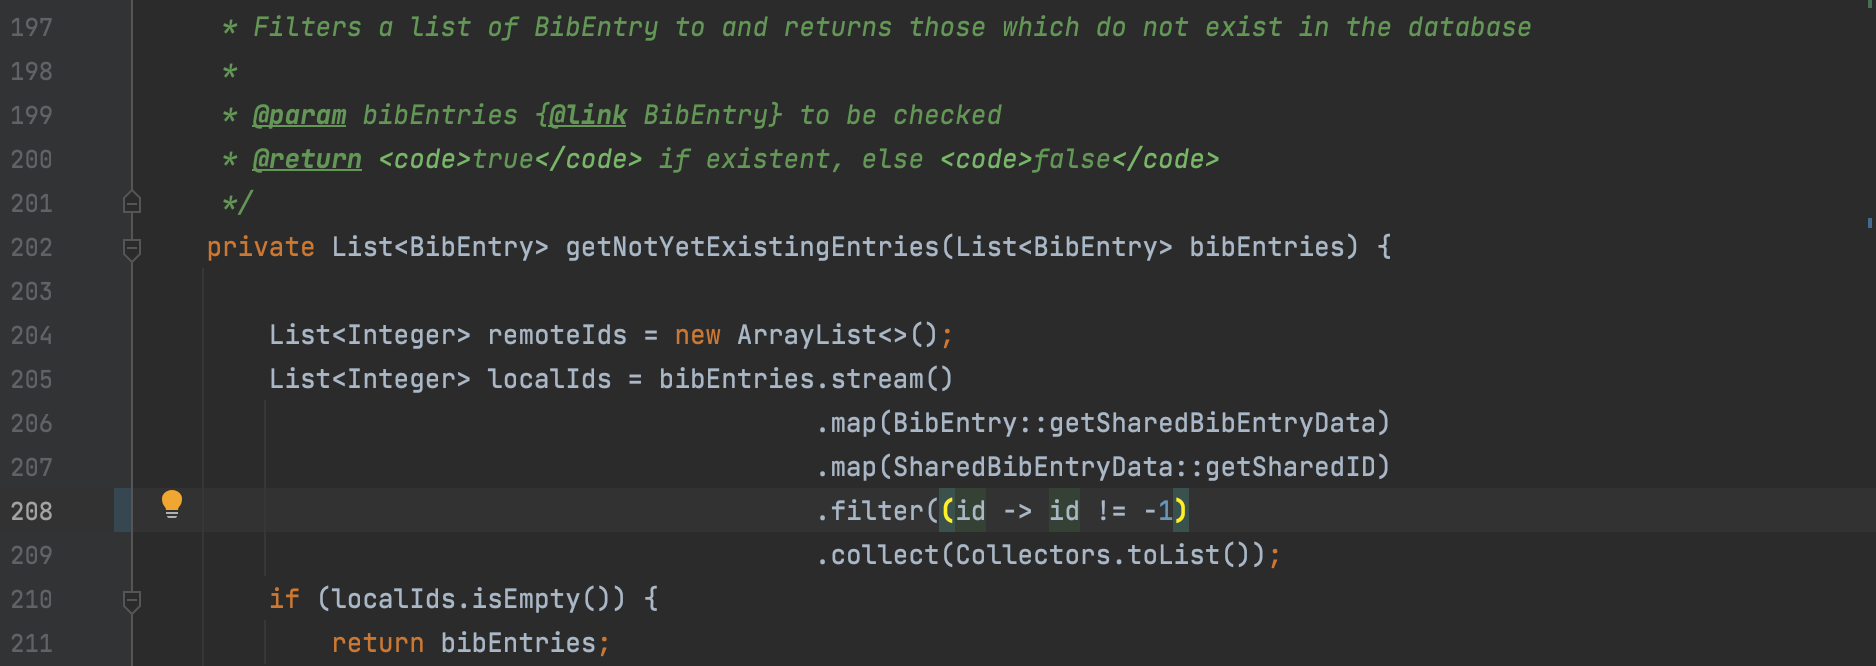 197 * Filters a list of BibEntry to and returns those which do not exist in the database
198 *
199 * @param bibEntries {@link BibEntry} to be checked
200 * @return <code>true</code> if existent, else <code>false</code>
201 */
202 private List<BibEntry> getNotYetExistingEntries(List<BibEntry> bibEntries) {
203
204 List<Integer> remoteIds = new ArrayList<>();
205 List<Integer> localIds = bibEntries.stream()
206 .map(BibEntry::getSharedBibEntryData)
207 .map(SharedBibEntryData::getSharedID)
208 .filter((id -> id != -1)
209 .collect(Collectors.toList());
210 if (localIds.isEmpty()) {
211 return bibEntries;